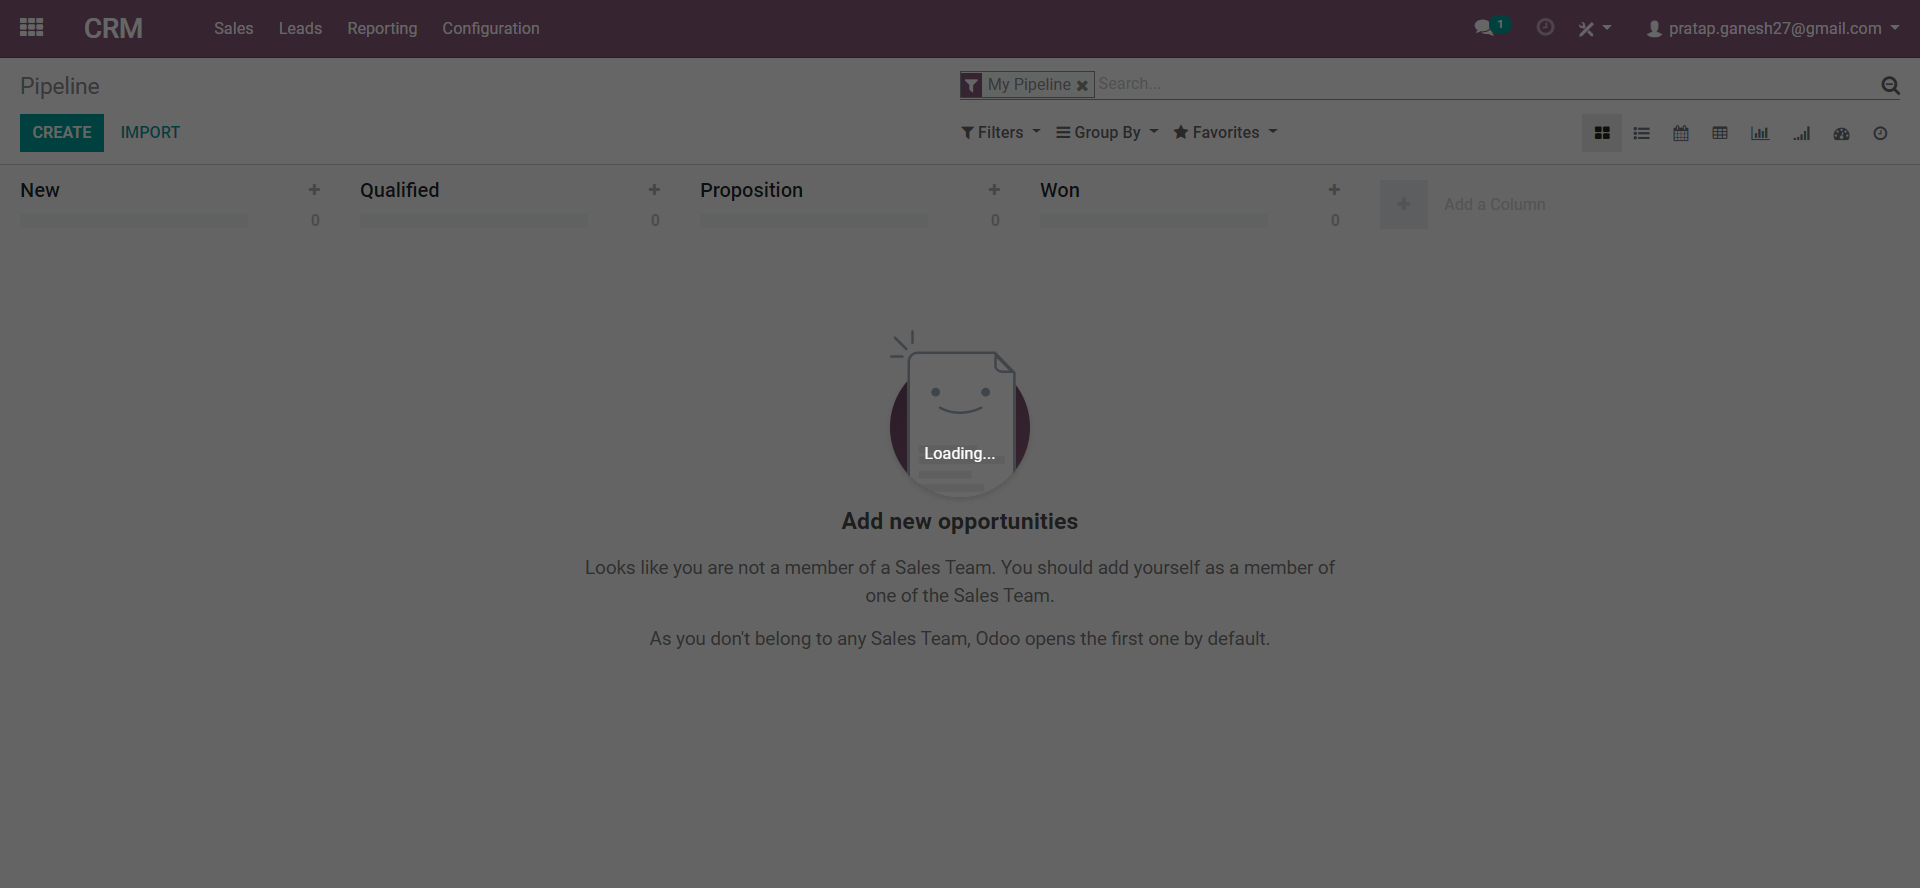 CRM Sales Leads Reporting Configuration 1 pratap.ganesh27@gmail.com
Pipeline My Pipeline Search...
CREATE IMPORT Filters Group By Favorites
New Qualified Proposition Won
0 0 0 0 Add a Column
Loading...
Add new opportunities
Looks like you are not a member of a Sales Team. You should add yourself as a member of
one of the Sales Team.
As you don't belong to any Sales Team, Odoo opens the first one by default.